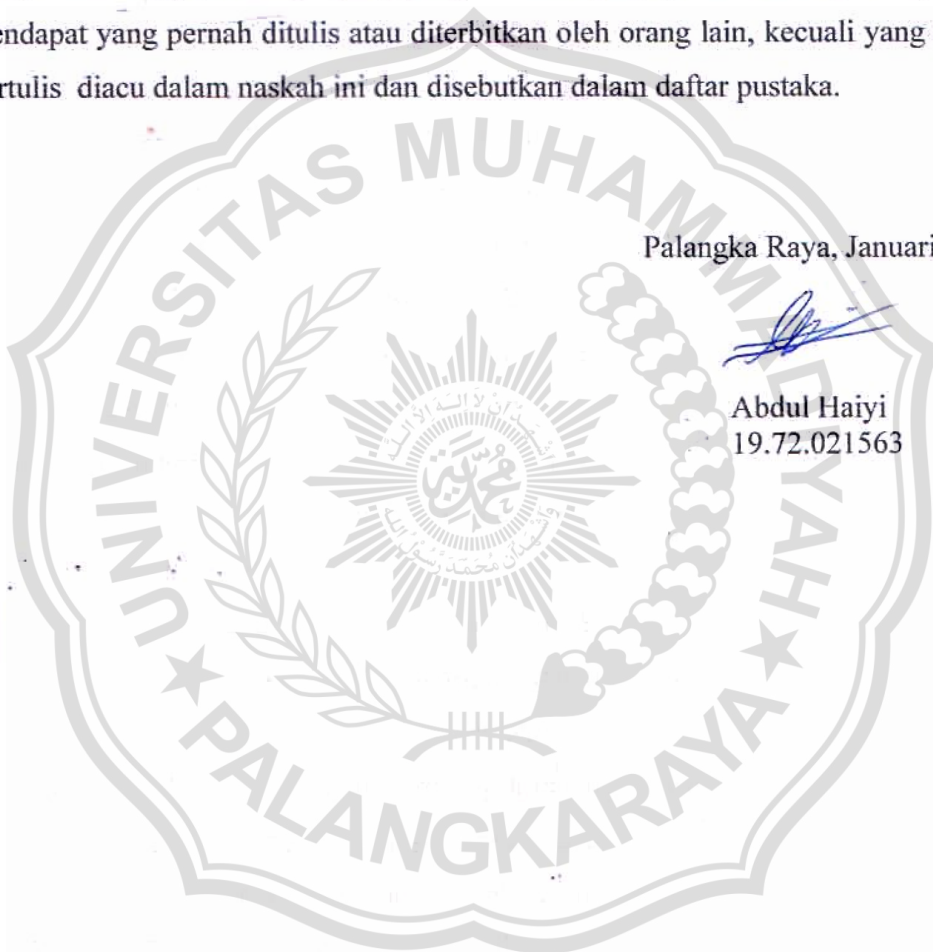 endapat yang pernah ditulis atau diterbitkan oleh orang lain, kecuali yang
rtulis diacu dalam naskah ini dan disebutkan dalam daftar pustaka.
Palangka Raya, Januari
Abdul Haiyi
19.72.021563
UNIVERSITAS MUHAMMADIYAH
PALANGKARAYA
محمد